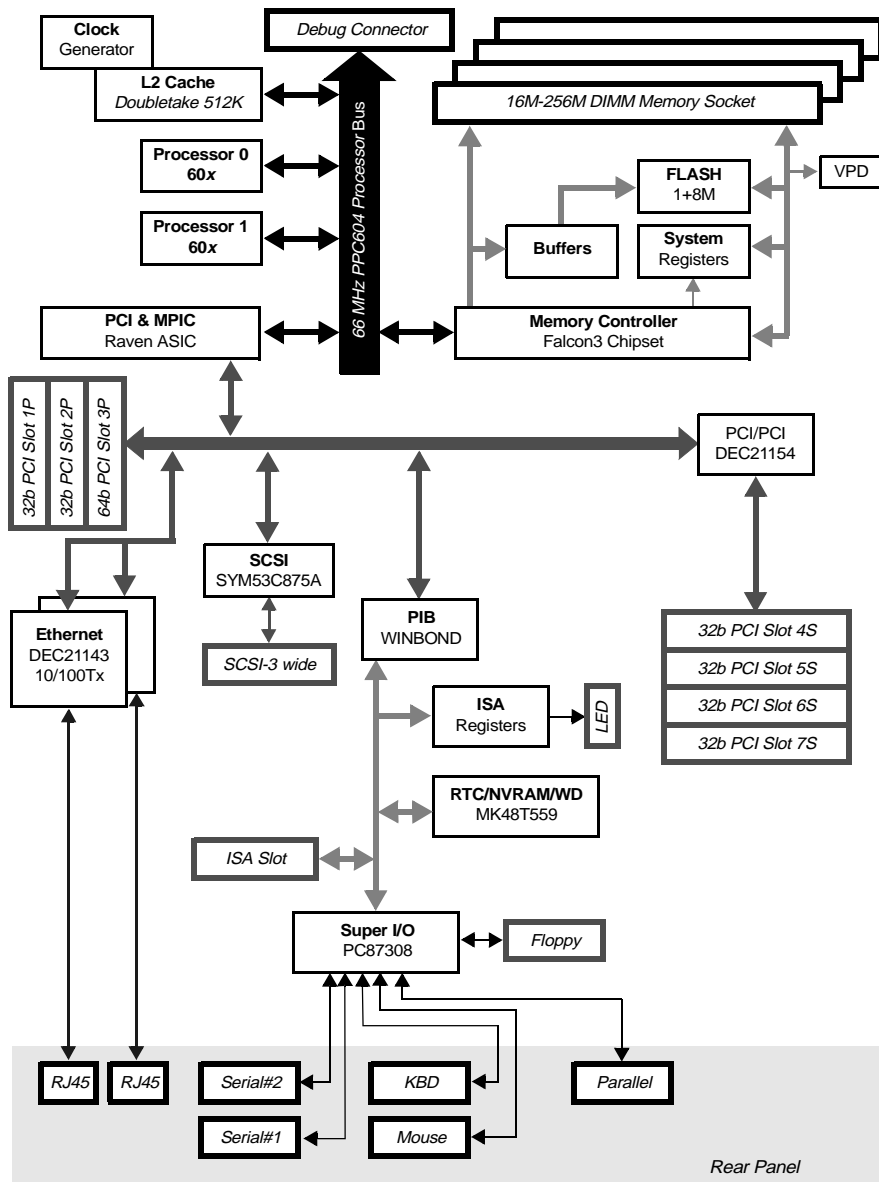 Debug Connector
Clock
Generator
L2 Cache
Doubletake 512K
16M-256M DIMM Memory Socket
Processor 0
60x
FLASH
1+8M
VPD
66 MHz PPC604 Processor Bus
Processor 1
60x
Buffers
System
Registers
PCI & MPIC
Raven ASIC
Memory Controller
Falcon3 Chipset
32b PCI Slot 1P
32b PCI Slot 2P
64b PCI Slot 3P
PCI/PCI
DEC21154
SCSI
SYM53C875A
Ethernet
DEC21143
10/100Tx
SCSI-3 wide
PIB
WINBOND
32b PCI Slot 4S
32b PCI Slot 5S
32b PCI Slot 6S
32b PCI Slot 7S
ISA
Registers
LED
RTC/NVRAM/WD
MK48T559
ISA Slot
Super I/O
PC87308
Floppy
RJ45
RJ45
Serial#2
KBD
Parallel
Serial#1
Mouse
Rear Panel